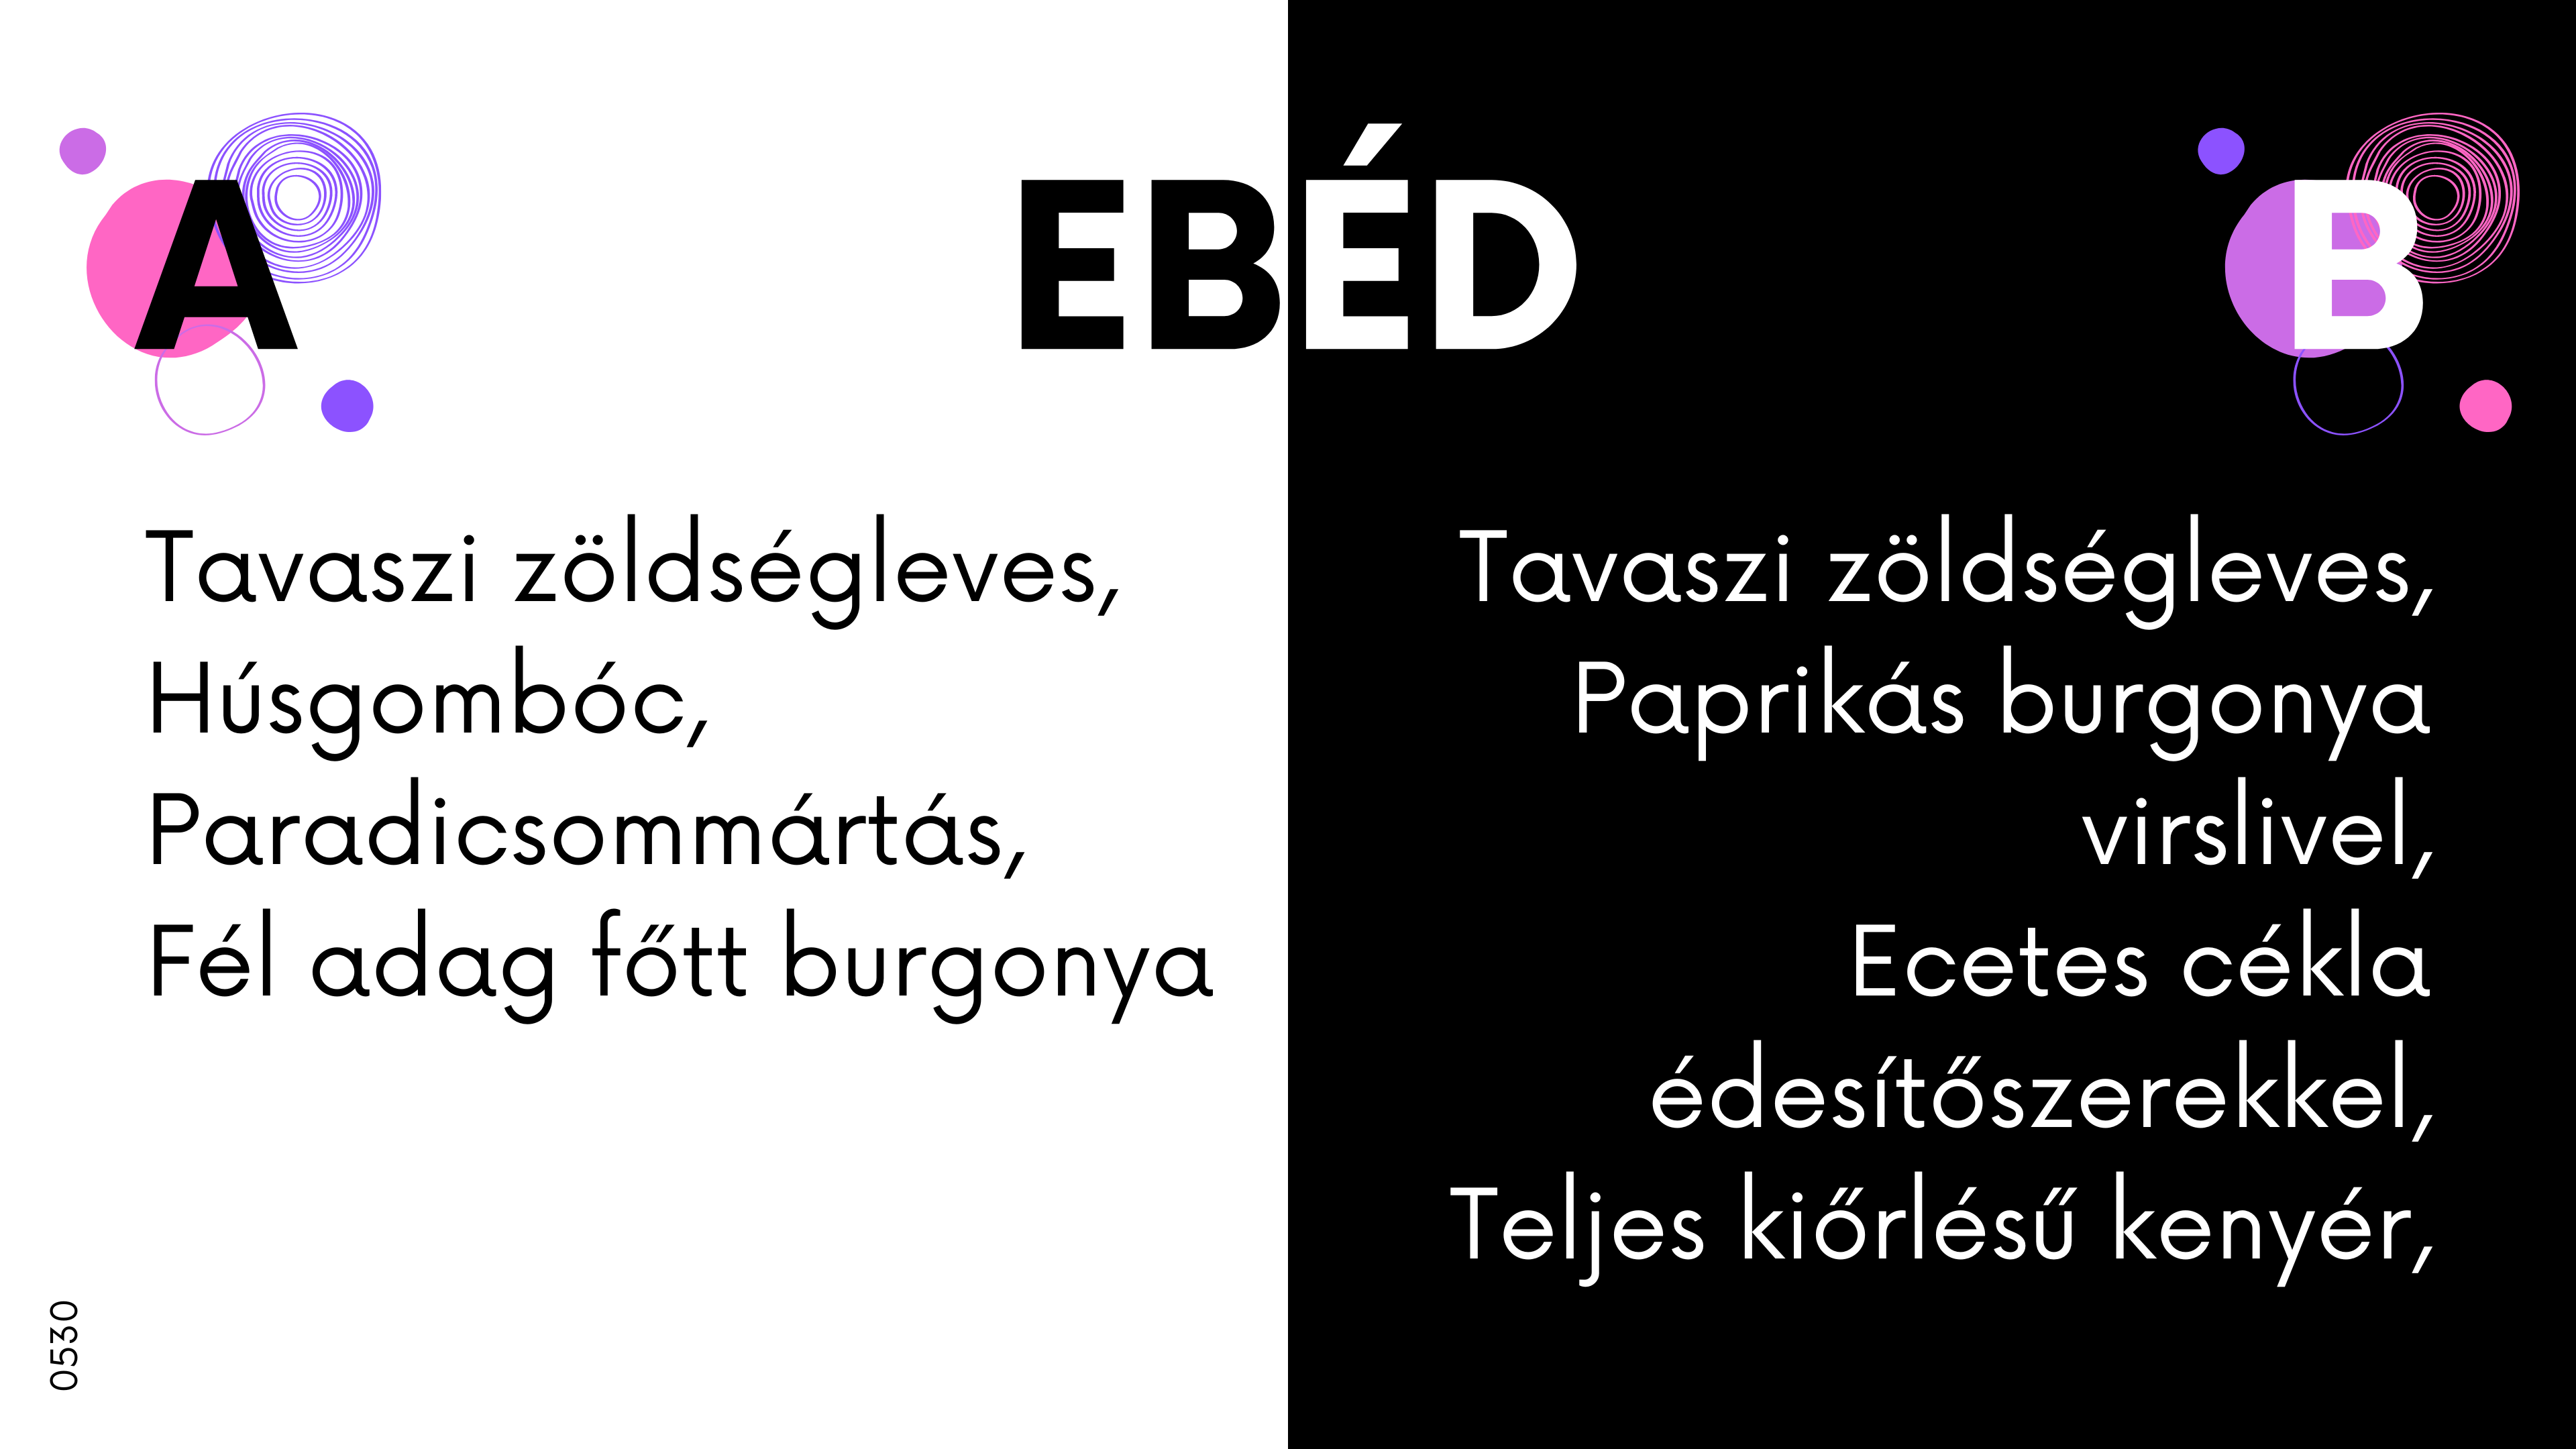 A
EBÉD
B
Tavaszi zöldségleves,
Húsgombóc,
Paradicsommártás,
Fél adag főtt burgonya
Tavaszi zöldségleves,
Paprikás burgonya
virslivel,
Ecetes cékla
édesítőszerekkel,
Teljes kiőrlésű kenyér,
0530